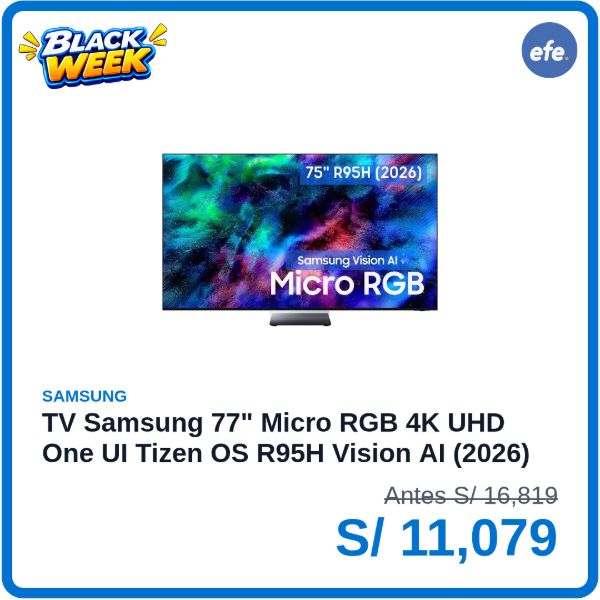 BLACK
WEEK
efe.
75" R95H (2026)
Samsung Vision AI
Micro RGB
SAMSUNG
TV Samsung 77" Micro RGB 4K UHD
One UI Tizen OS R95H Vision AI (2026)
Antes S/ 16,819
S/ 11,079